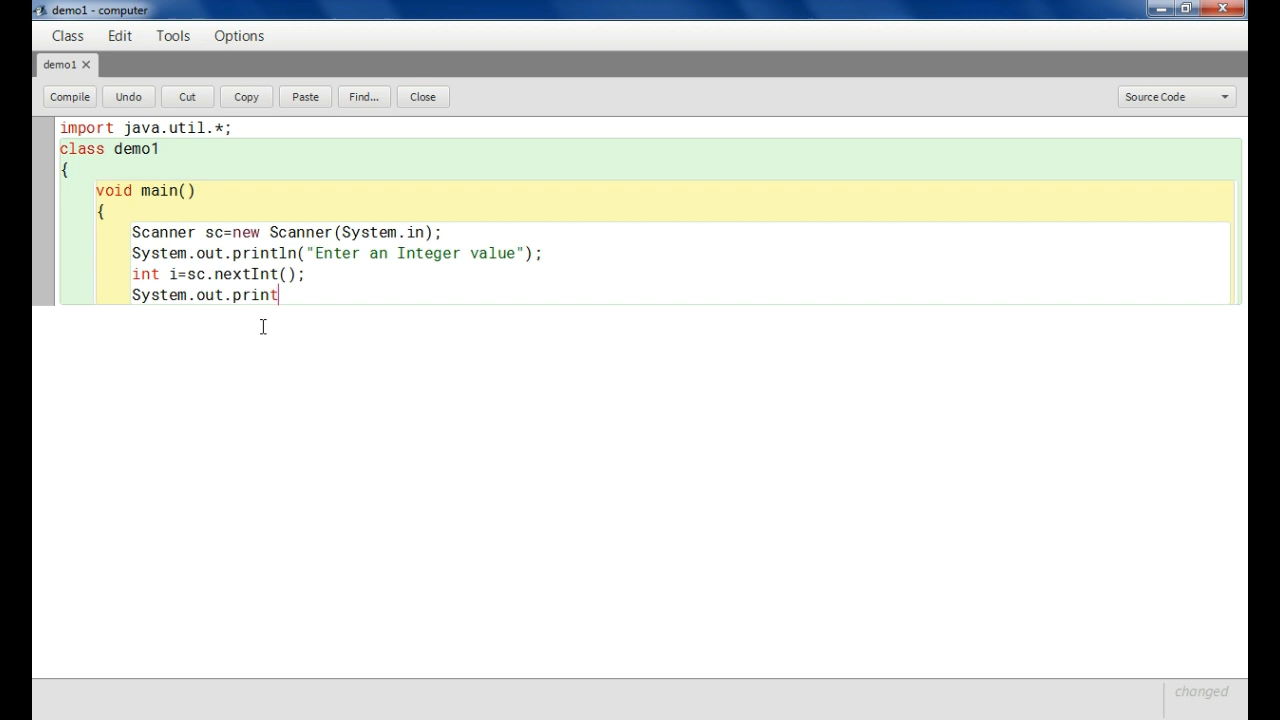 demo1 - computer
Class Edit Tools Options
demo1
Compile Undo Cut Copy Paste Find... Close Source Code
import java.util.*;
class demo1
{
void main()
{
Scanner sc=new Scanner(System.in);
System.out.println("Enter an Integer value");
int i=sc.nextInt();
System.out.print
changed